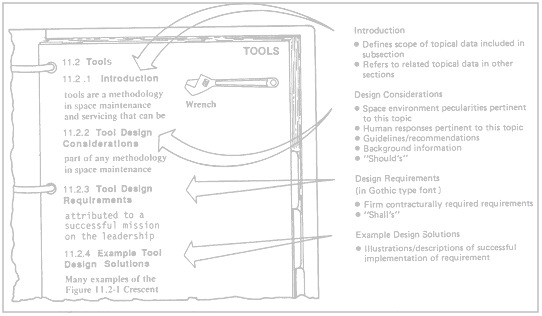 TOOLS
11.2 Tools
11.2 .1 Introduction
tools are a methodology
in space maintenance
and servicing that can be
Wrench
11.2.2 Tool Design
Considerations
part of any methodology
in space maintenance
11.2.3 Tool Design
Requirements
attributed to a
successful mission
on the leadership
11.2.4 Example Tool
Design Solutions
Many examples of the
Figure 11.2-1 Crescent
Introduction
● Defines scope of topical data included in
subsection
● Refers to related topical data in other
sections
Design Considerations
● Space environment pecularities pertinent
to this topic
● Human responses pertinent to this topic
● Guidelines/recommendations
● Background information
● "Should's"
Design Requirements
(in Gothic type font)
● Firm contracturally required requirements
● "Shall's"
Example Design Solutions
● Illustrations/descriptions of successful
implementation of requirement